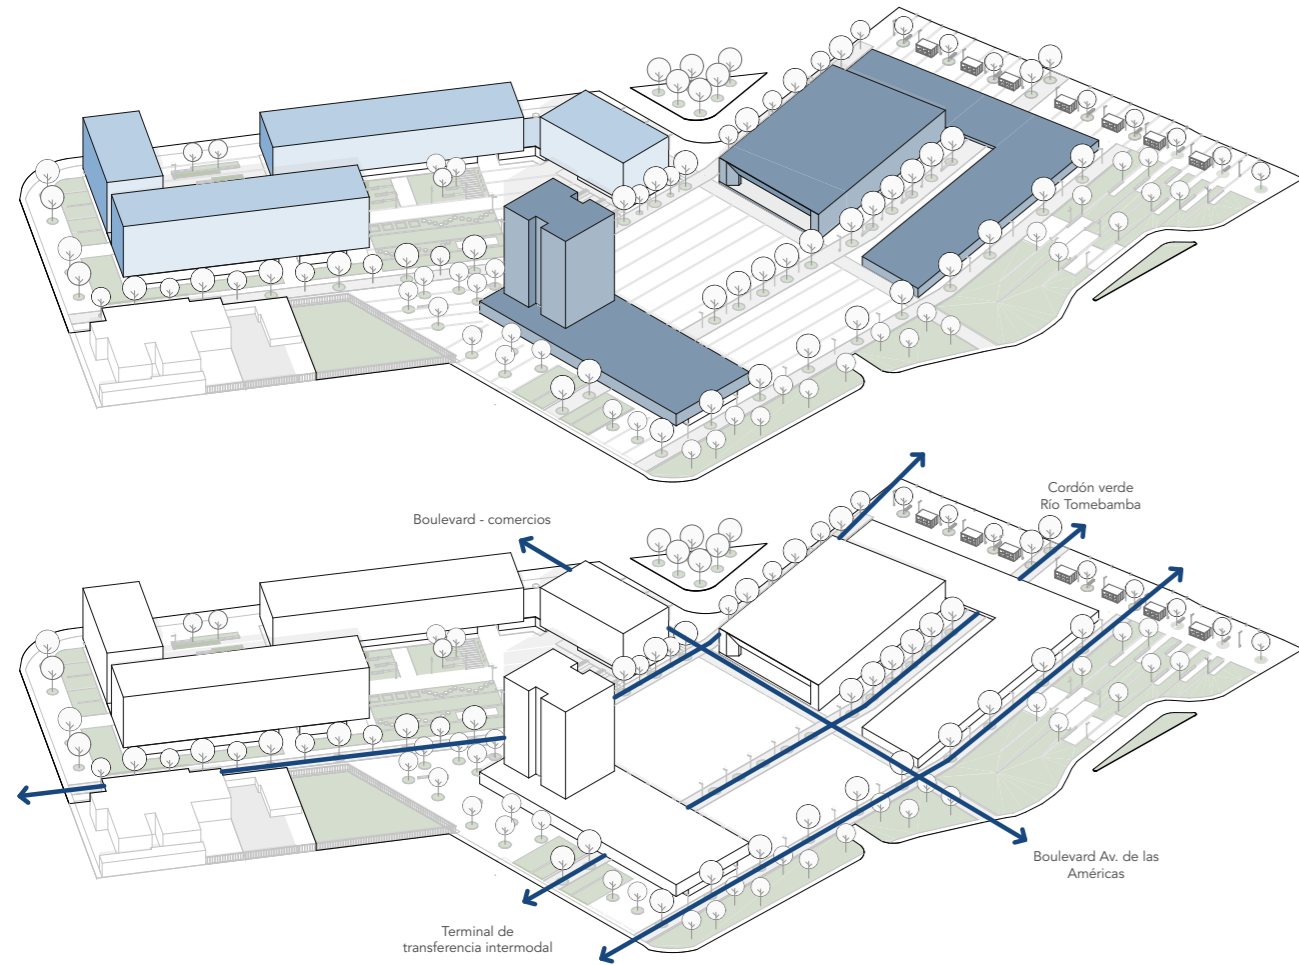 Cordón verde
Río Tomebamba
Boulevard - comercios
Boulevard Av. de las
Américas
Terminal de
transferencia intermodal